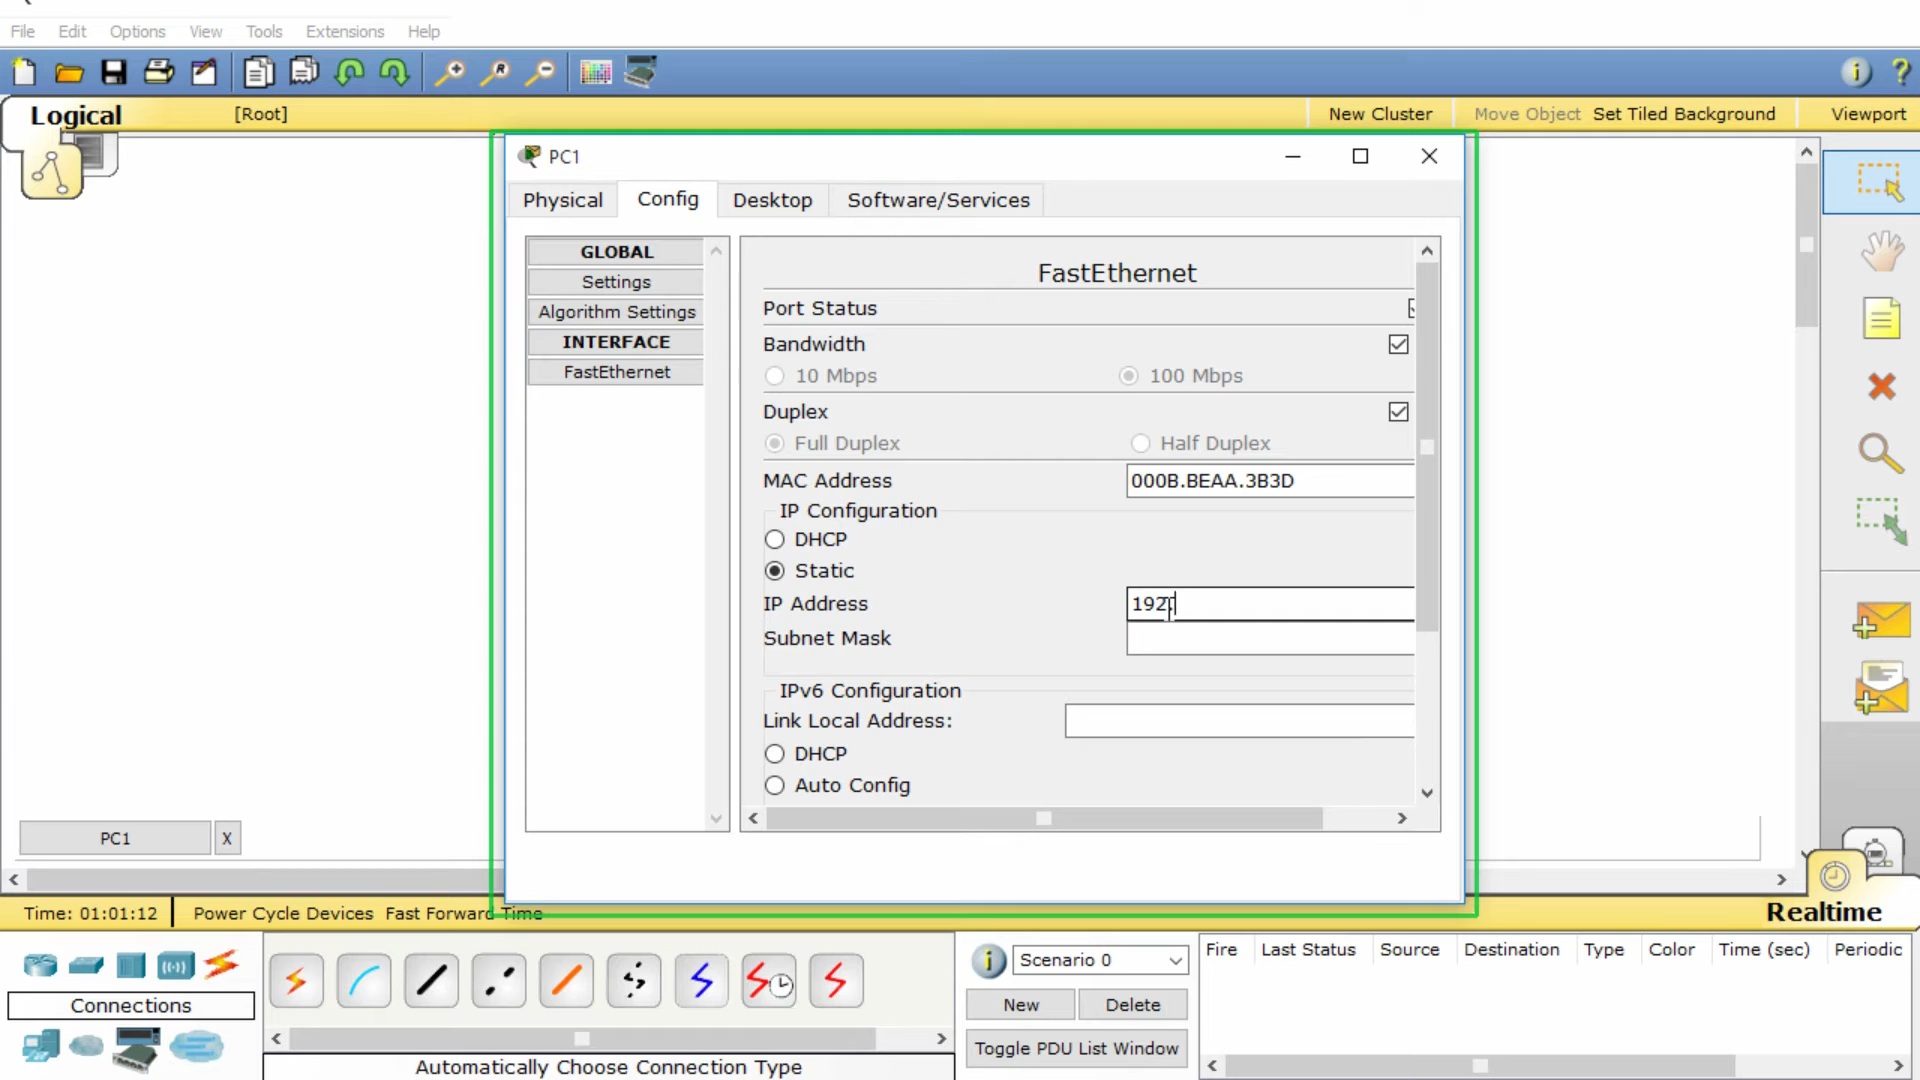 File Edit Options View Tools Extensions Help
Logical [Root] New Cluster Move Object Set Tiled Background Viewport
PC1
Physical Config Desktop Software/Services
GLOBAL
Settings
Algorithm Settings
INTERFACE
FastEthernet
FastEthernet
Port Status
Bandwidth
10 Mbps 100 Mbps
Duplex
Full Duplex Half Duplex
MAC Address 000B.BEAA.3B3D
IP Configuration
DHCP
Static
IP Address 192.
Subnet Mask
IPv6 Configuration
Link Local Address:
DHCP
Auto Config
PC1 X
Time: 01:01:12 Power Cycle Devices Fast Forward Time Realtime
Connections
Automatically Choose Connection Type
Scenario 0
New Delete
Toggle PDU List Window
Fire Last Status Source Destination Type Color Time (sec) Periodic